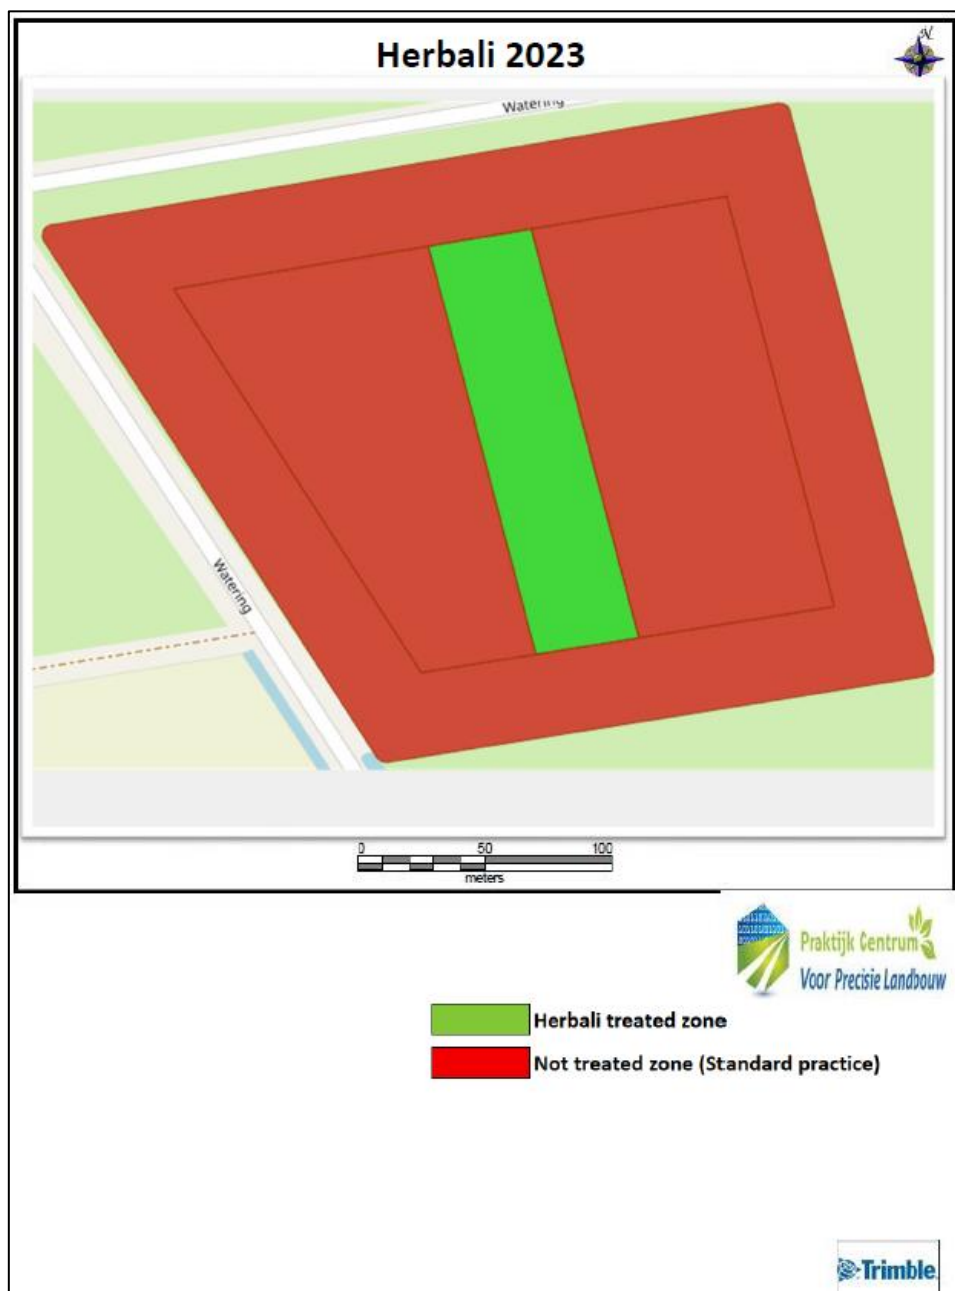 Herbali 2023
N
Watering
Watering
0 50 100
meters
Praktijk Centrum
Voor Precisie Landbouw
Herbali treated zone
Not treated zone (Standard practice)
Trimble